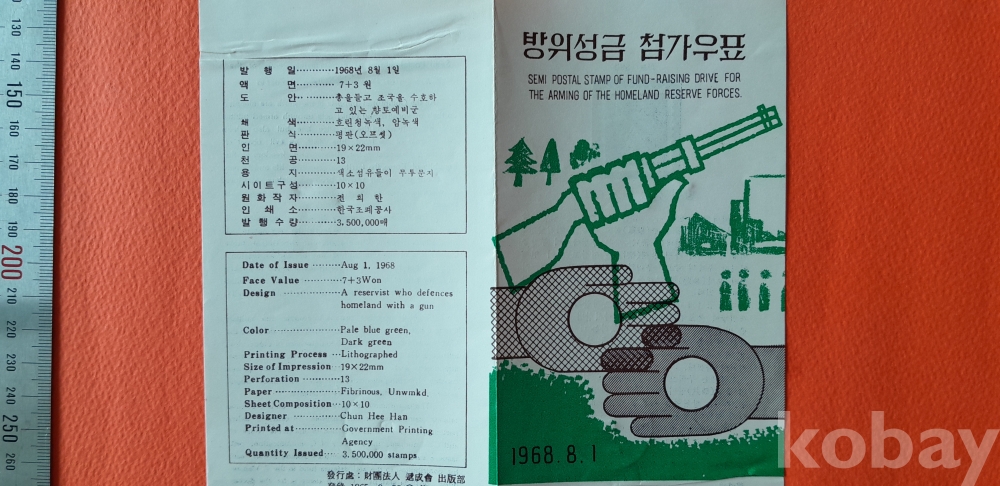 방위성금 첨가우표
SEMI POSTAL STAMP OF FUND-RAISING DRIVE FOR
THE ARMING OF THE HOMELAND RESERVE FORCES.
1968.8.1
발행일 1968년 8월 1일
액면 7+3 원
도안 총을들고 조국을 수호하
고 있는 향토예비군
쇄색 흐린청녹색, 암녹색
판식 평판(오프셋)
인면 19×22mm
천공 13
용지 색소섬유들이 무투문지
시이트구성 10×10
원화작자 전희한
인쇄소 한국조폐공사
발행수량 3,500,000매
Date of Issue Aug 1, 1968
Face Value 7+3Won
Design A reservist who defences
homeland with a gun
Color Pale blue green,
Dark green
Printing Process Lithographed
Size of Impression 19×22mm
Perforation 13
Paper Fibrinous, Unwmkd.
Sheet Composition 10×10
Designer Chun Hee Han
Printed at Government Printing
Agency
Quantity Issued 3,500,000 stamps
發行處：財團法人 遞成會 出版部
130
140
150
160
170
180
190
200
210
220
230
240
250
260
kobay